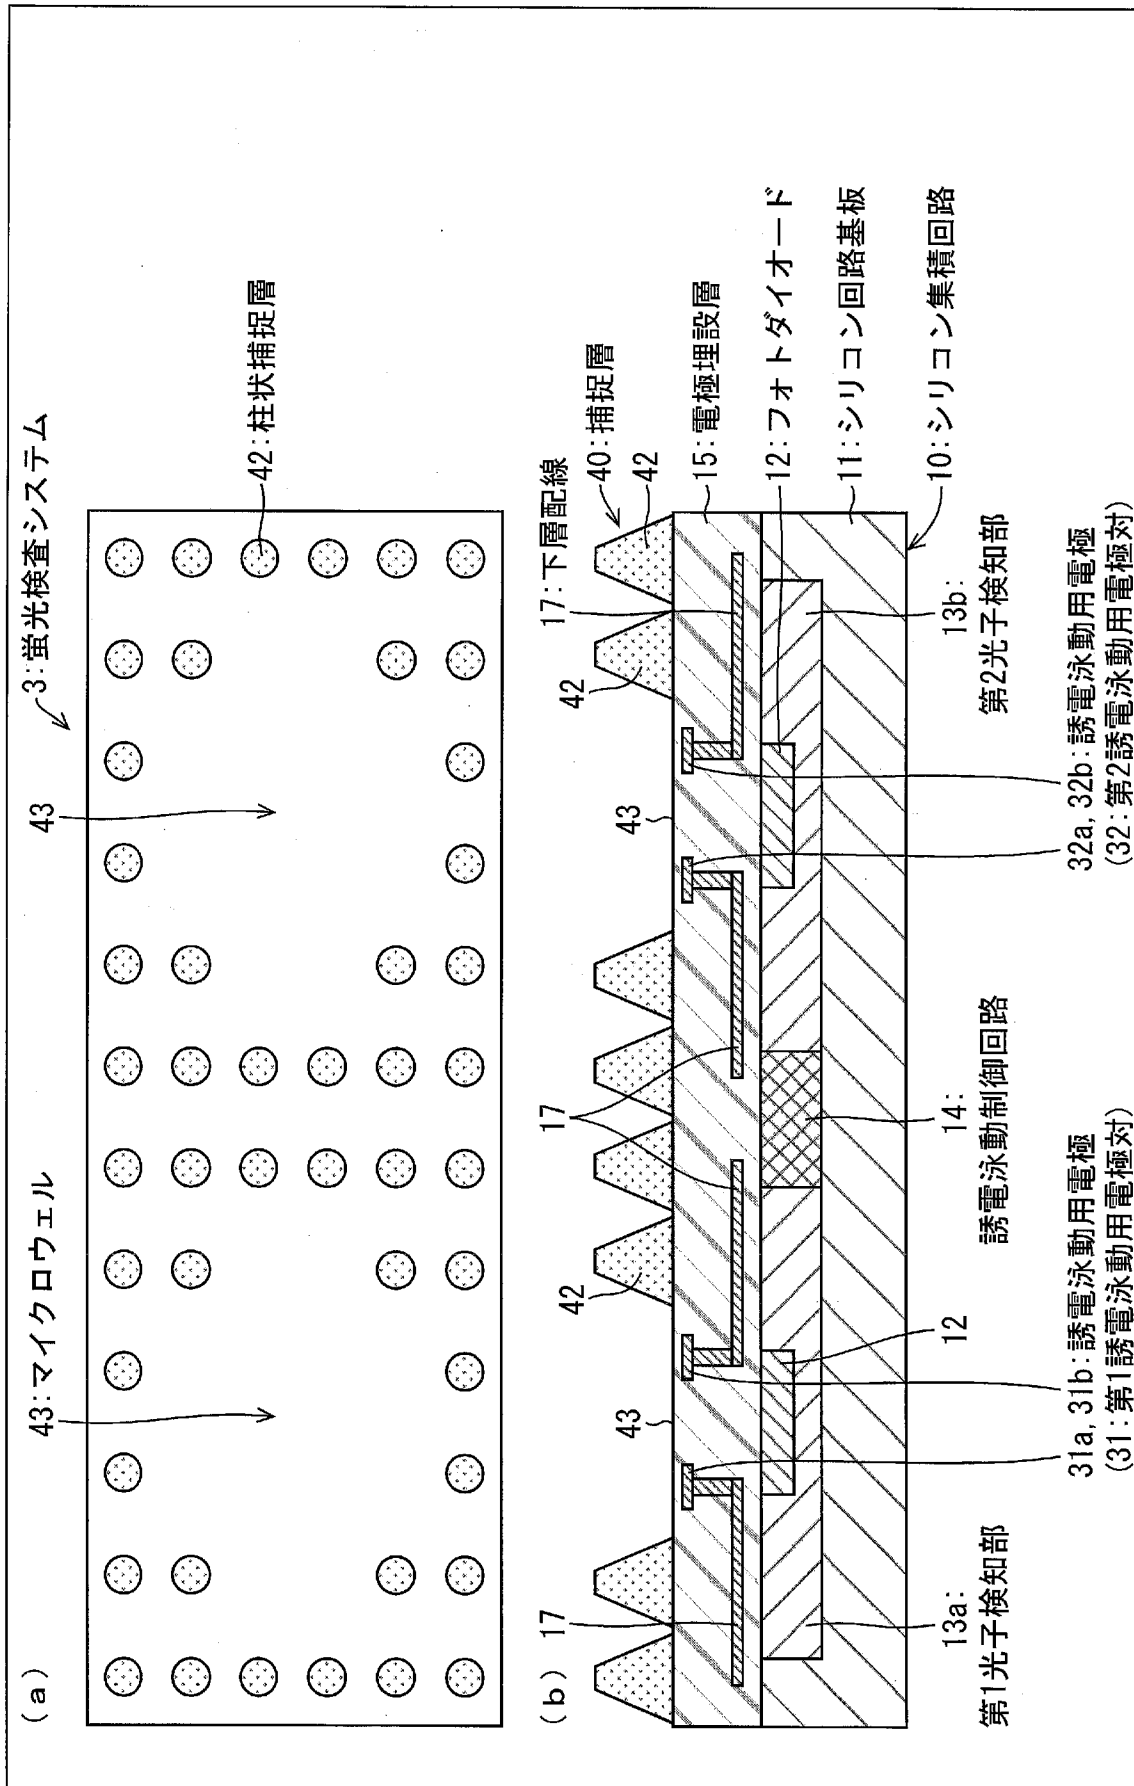 (a)
3:蛍光検査システム
43:マイクロウェル
43
42:柱状捕捉層
(b)
17
17
17:下層配線
40:捕捉層
42
42
42
43
43
15:電極埋設層
12:フォトダイオード
11:シリコン回路基板
10:シリコン集積回路
13a:
第1光子検知部
12
31a, 31b:誘電泳動用電極
(31:第1誘電泳動用電極対)
14:
誘電泳動制御回路
32a, 32b:誘電泳動用電極
(32:第2誘電泳動用電極対)
13b:
第2光子検知部